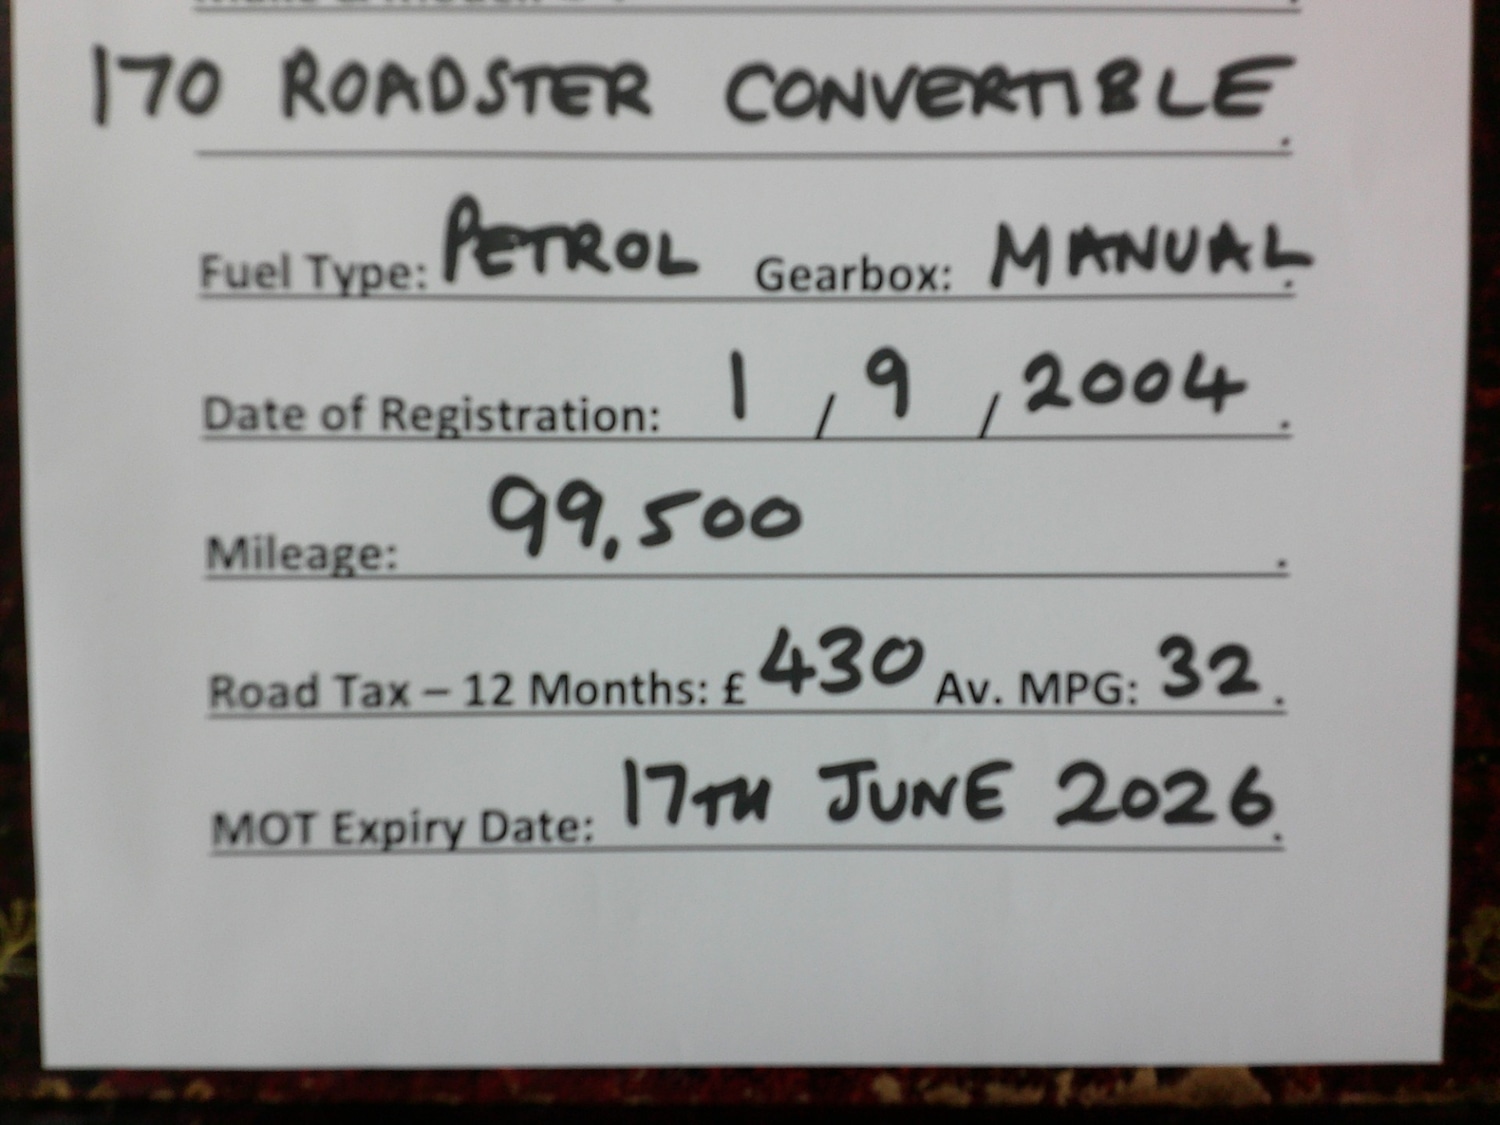 170 ROADSTER CONVERTIBLE.
Fuel Type: PETROL Gearbox: MANUAL.
Date of Registration: 1 / 9 / 2004.
Mileage: 99,500.
Road Tax – 12 Months: £ 430 Av. MPG: 32.
MOT Expiry Date: 17TH JUNE 2026.